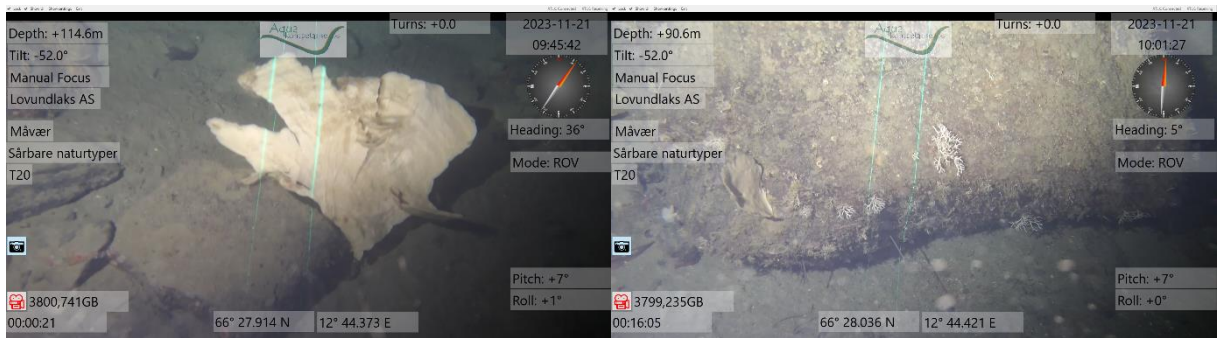 Depth: +114.6m
Tilt: -52.0°
Manual Focus
Lovundlaks AS
Måvær
Sårbare naturtyper
T20
3800,741GB
00:00:21
Aqua
Turns: +0.0
2023-11-21
09:45:42
Heading: 36°
Mode: ROV
Pitch: +7°
Roll: +1°
66° 27.914 N
12° 44.373 E
Depth: +90.6m
Tilt: -52.0°
Manual Focus
Lovundlaks AS
Måvær
Sårbare naturtyper
T20
3799,235GB
00:16:05
Aqua
Turns: +0.0
2023-11-21
10:01:27
Heading: 5°
Mode: ROV
Pitch: +7°
Roll: +0°
66° 28.036 N
12° 44.421 E